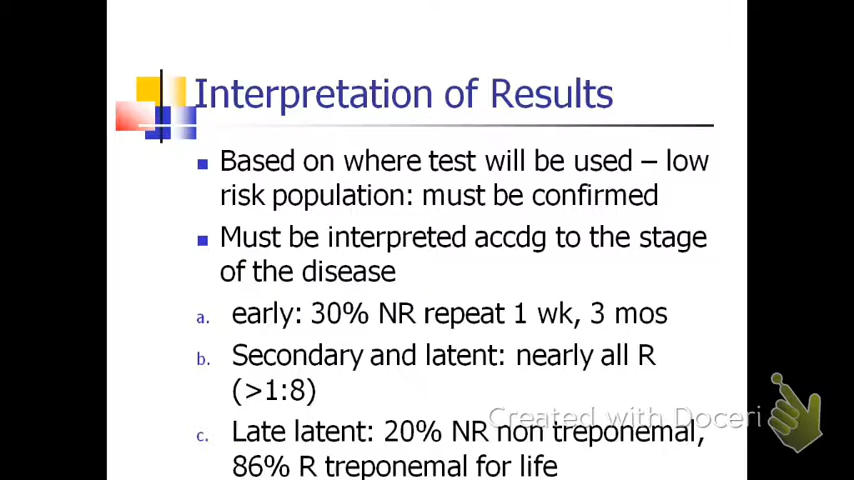 Interpretation of Results
Based on where test will be used – low
risk population: must be confirmed
Must be interpreted accdg to the stage
of the disease
a. early: 30% NR repeat 1 wk, 3 mos
b. Secondary and latent: nearly all R
(>1:8)
Created with Doceri
c. Late latent: 20% NR non treponemal,
86% R treponemal for life